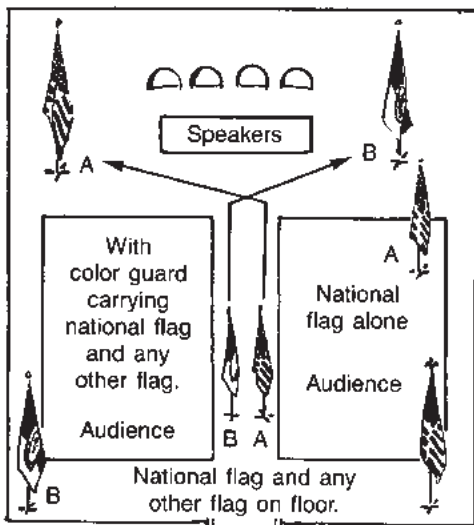 Speakers
A
B
With
color guard
carrying
national flag
and any
other flag.
Audience
A
National
flag alone
Audience
B
A
B
National flag and any
other flag on floor.